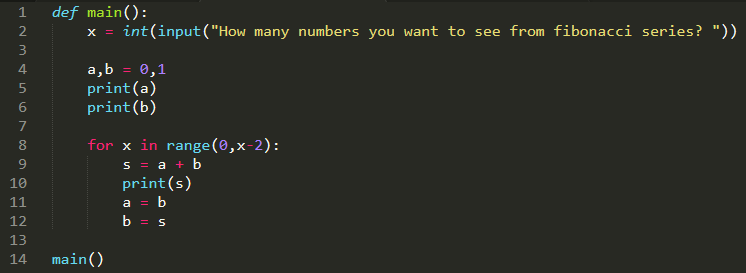 1 def main():
2     x = int(input("How many numbers you want to see from fibonacci series? "))
3
4     a,b = 0,1
5     print(a)
6     print(b)
7
8     for x in range(0,x-2):
9         s = a + b
10         print(s)
11         a = b
12         b = s
13
14 main()